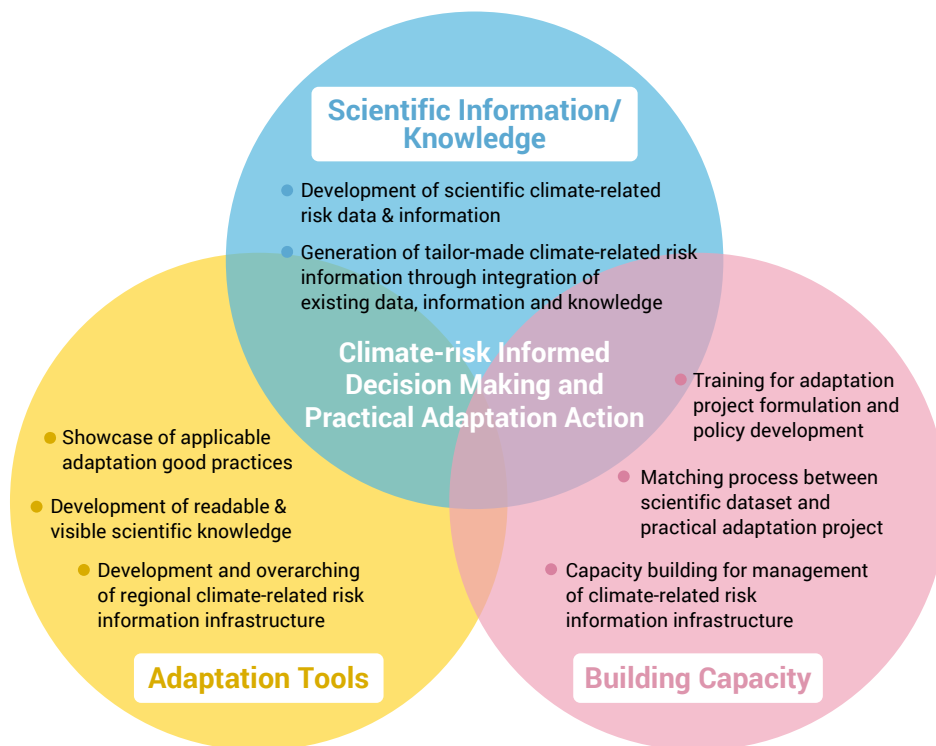 Scientific Information/
Knowledge
Development of scientific climate-related
risk data & information
Generation of tailor-made climate-related risk
information through integration of
existing data, information and knowledge
Climate-risk Informed
Decision Making and
Practical Adaptation Action
Showcase of applicable
adaptation good practices
Development of readable &
visible scientific knowledge
Development and overarching
of regional climate-related risk
information infrastructure
Adaptation Tools
Training for adaptation
project formulation and
policy development
Matching process between
scientific dataset and
practical adaptation project
Capacity building for management
of climate-related risk
information infrastructure
Building Capacity